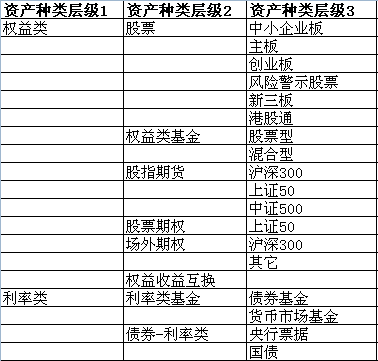 资产种类层级1 资产种类层级2 资产种类层级3
权益类 股票 中小企业板
主板
创业板
风险警示股票
新三板
港股通
权益类基金 股票型
混合型
股指期货 沪深300
上证50
中证500
股票期权 上证50
场外期权 沪深300
其它
权益收益互换
利率类 利率类基金 债券基金
货币市场基金
债券-利率类 央行票据
国债